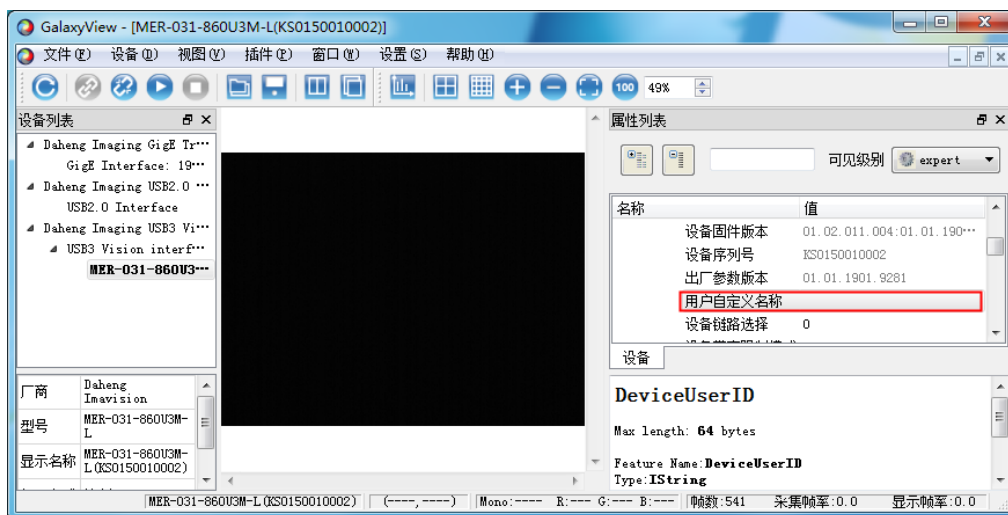 GalaxyView - [MER-031-860U3M-L(KS0150010002)]
文件(F) 设备(D) 视图(V) 插件(P) 窗口(W) 设置(S) 帮助(H)
100 49%
设备列表
Daheng Imaging GigE Tr···
GigE Interface: 19···
Daheng Imaging USB2.0 ···
USB2.0 Interface
Daheng Imaging USB3 Vi···
USB3 Vision interf···
MER-031-860U3···
厂商 Daheng Imavision
型号 MER-031-860U3M-L
显示名称 MER-031-860U3M-L(KS0150010002)
属性列表
可见级别 expert
名称 值
设备固件版本 01.02.011.004:01.01.190···
设备序列号 KS0150010002
出厂参数版本 01.01.1901.9281
用户自定义名称
设备链路选择 0
设备
DeviceUserID
Max length: 64 bytes
Feature Name:DeviceUserID
Type:IString
MER-031-860U3M-L(KS0150010002) (----,----) Mono:---- R:--- G:--- B:--- 帧数:541 采集帧率:0.0 显示帧率:0.0